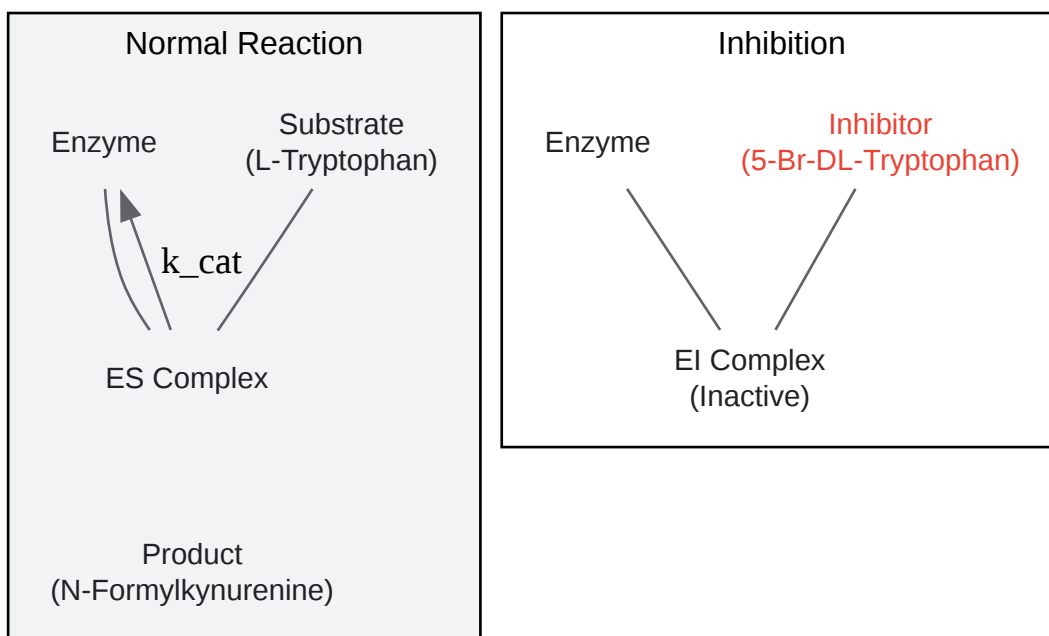 Normal Reaction
Enzyme
Substrate
(L-Tryptophan)
k_cat
ES Complex
Product
(N-Formylkynurenine)
Inhibition
Enzyme
Inhibitor
(5-Br-DL-Tryptophan)
EI Complex
(Inactive)